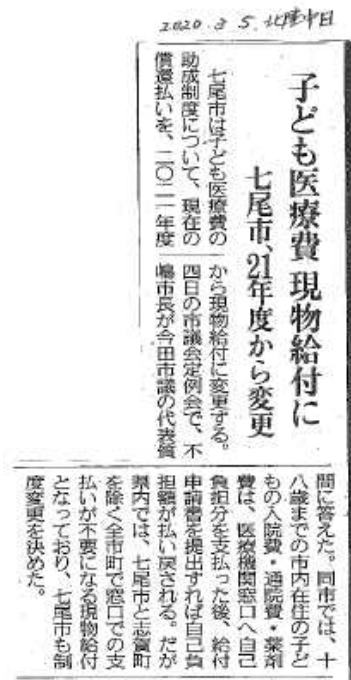 2020.3.5.北陸中日
子ども医療費 現物給付に
七尾市、21年度から変更
七尾市は子ども医療費の
助成制度について、現在の
償還払いを、二〇二一年度
から現物給付に変更する。
四日の市議会定例会で、不
嶋市長が今田市議の代表質
問に答えた。同市では、十
八歳までの市内在住の子ど
もの入院費・通院費・薬剤
費は、医療機関窓口へ自己
負担分を支払った後、給付
申請書を提出すれば自己負
担額が払い戻される。だが
県内では、七尾市と志賀町
を除く全市町で窓口での支
払いが不要になる現物給付
となっており、七尾市も制
度変更を決めた。